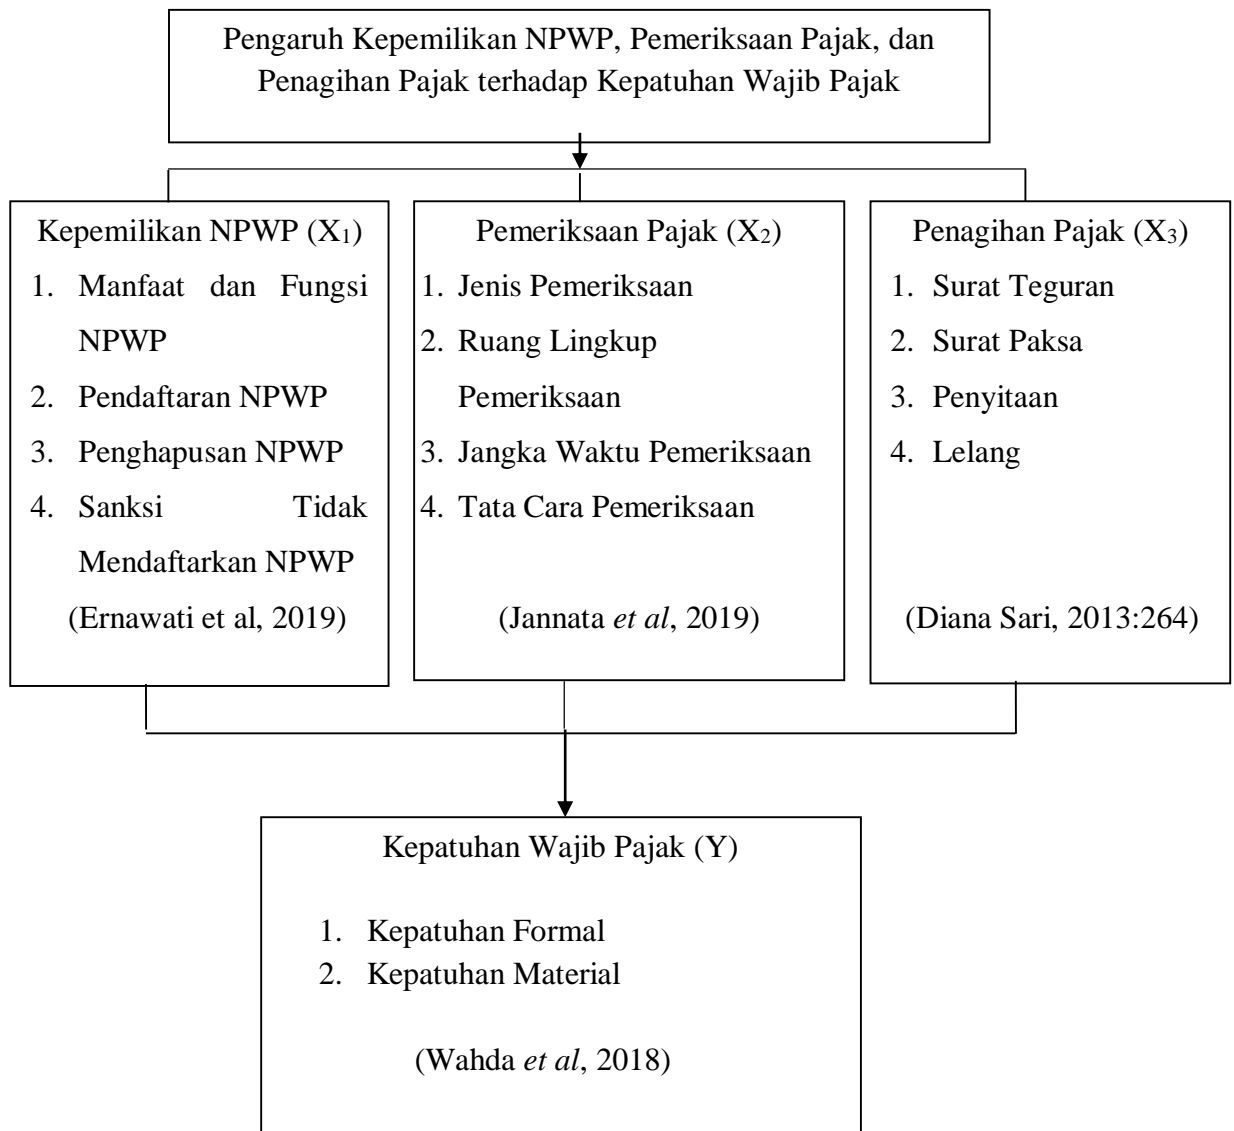 Pengaruh Kepemilikan NPWP, Pemeriksaan Pajak, dan
Penagihan Pajak terhadap Kepatuhan Wajib Pajak
Kepemilikan NPWP (X₁)
1. Manfaat dan Fungsi
NPWP
2. Pendaftaran NPWP
3. Penghapusan NPWP
4. Sanksi Tidak
Mendaftarkan NPWP
(Ernawati et al, 2019)
Pemeriksaan Pajak (X₂)
1. Jenis Pemeriksaan
2. Ruang Lingkup
Pemeriksaan
3. Jangka Waktu Pemeriksaan
4. Tata Cara Pemeriksaan
(Jannata et al, 2019)
Penagihan Pajak (X₃)
1. Surat Teguran
2. Surat Paksa
3. Penyitaan
4. Lelang
(Diana Sari, 2013:264)
Kepatuhan Wajib Pajak (Y)
1. Kepatuhan Formal
2. Kepatuhan Material
(Wahda et al, 2018)